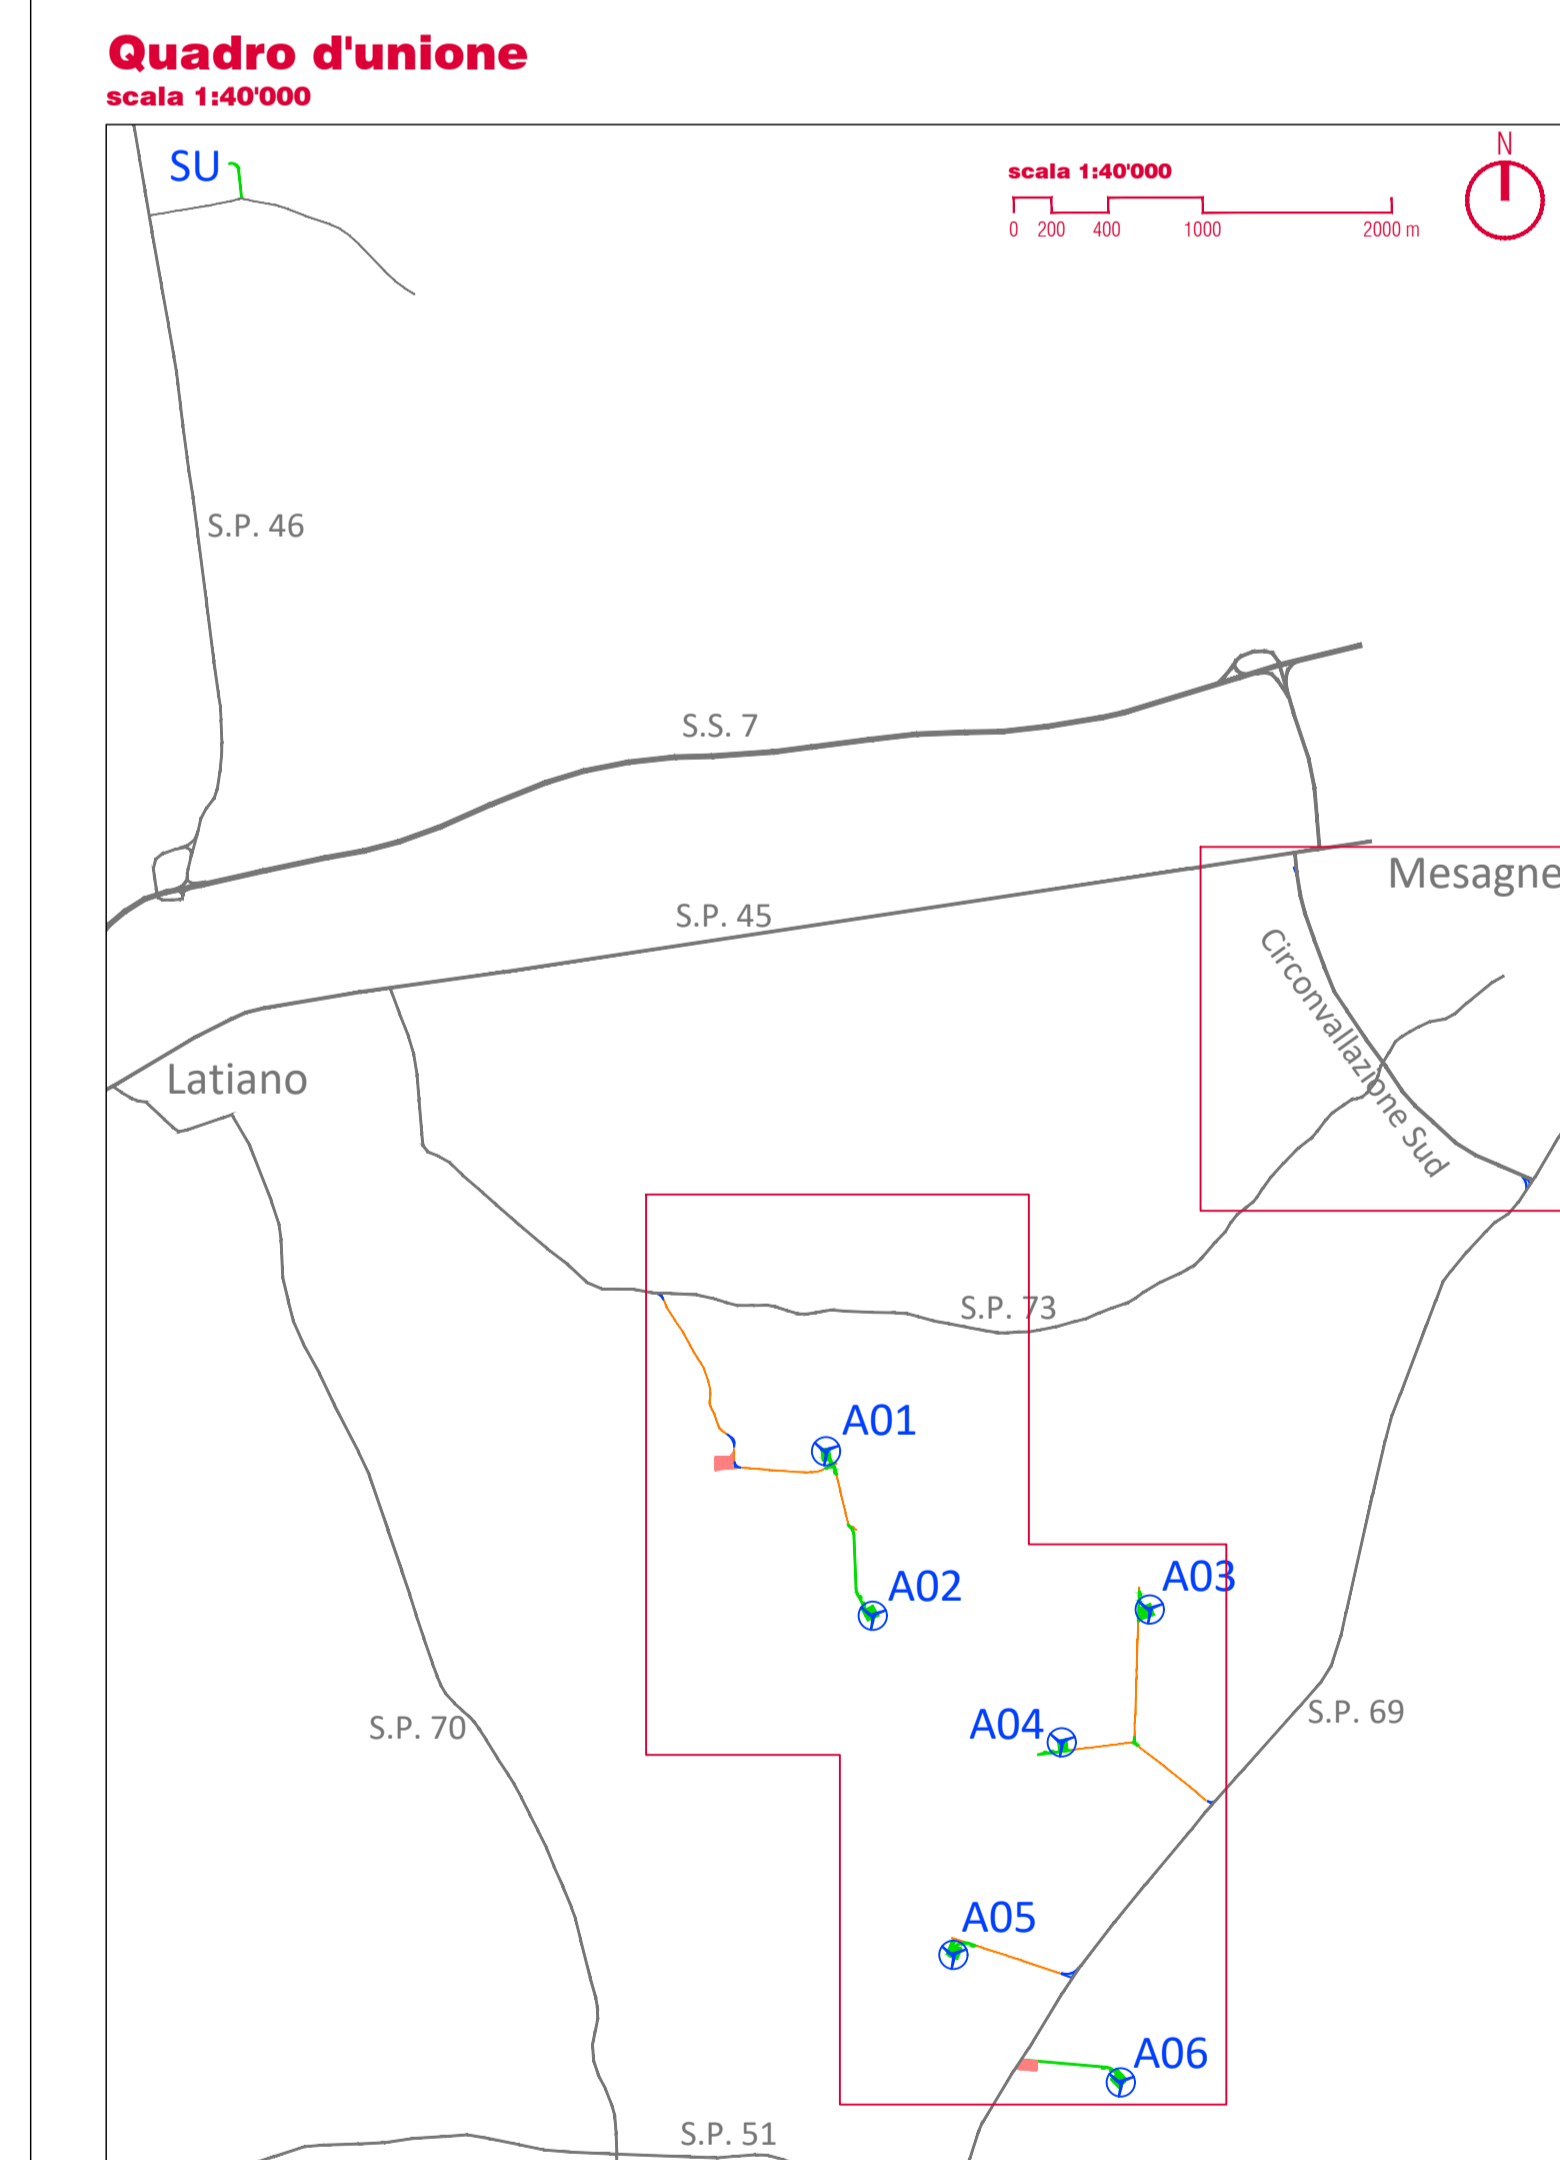 Quadro d'unione
scala 1:40'000
SU
scala 1:40'000
0 200 400 1000 2000 m
N
S.P. 46
S.S. 7
S.P. 45
Mesagne
Circonvallazione Sud
Latiano
S.P. 73
A01
A02
A03
A04
S.P. 70
S.P. 69
A05
A06
S.P. 51